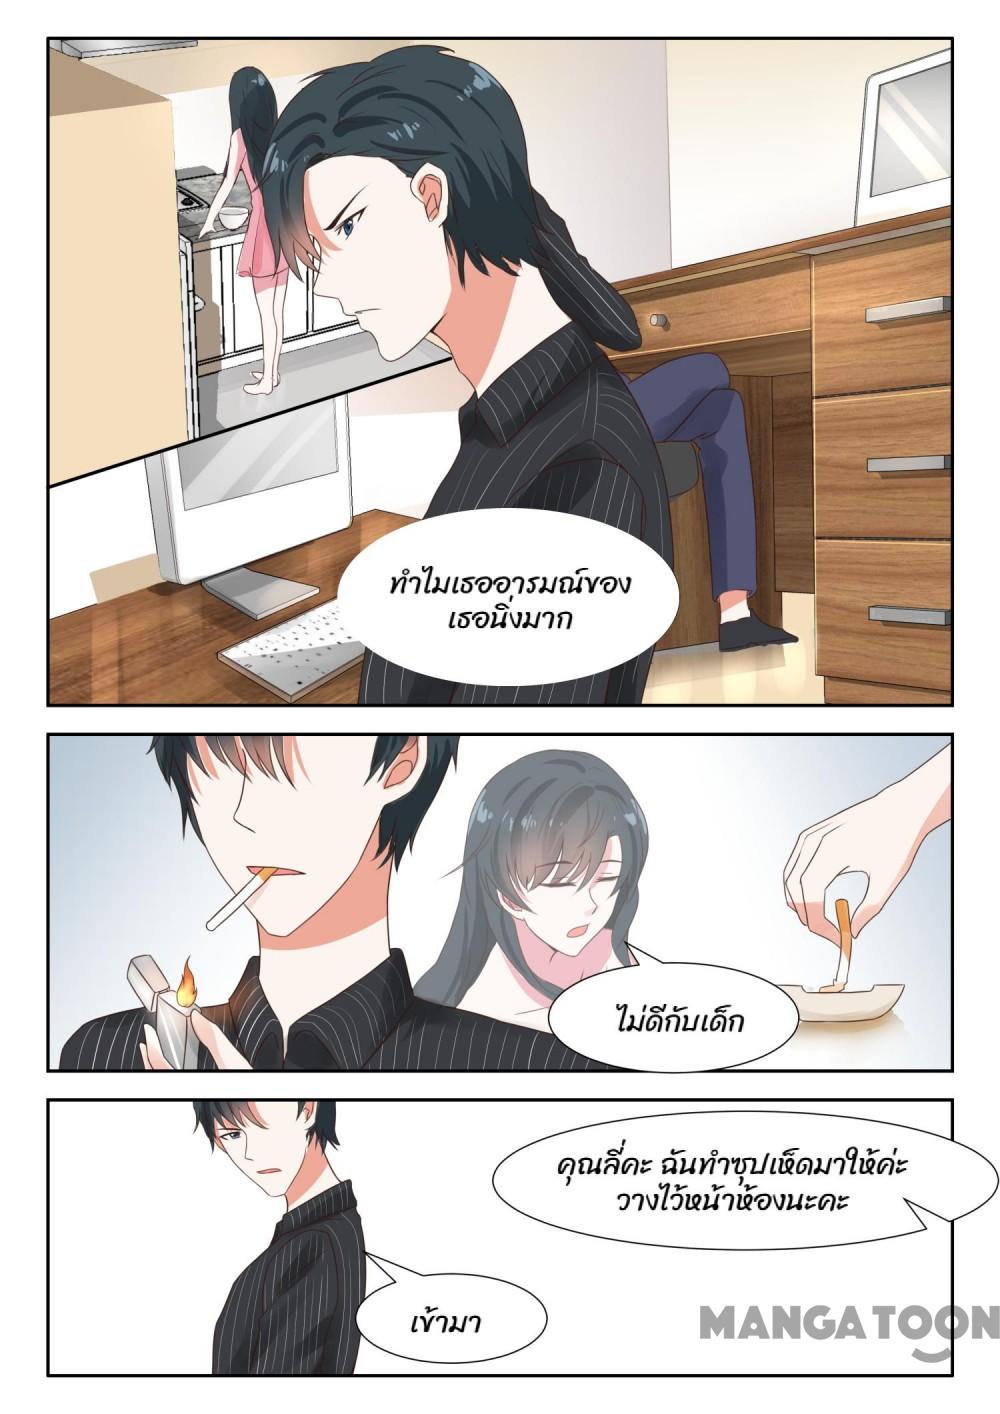 ทำไมเธออารมณ์ของ
เธอนิ่งมาก
ไม่ดีกับเด็ก
คุณลี่คะ ฉันทำซุปเห็ดมาให้ค่ะ
วางไว้หน้าห้องนะคะ
เข้ามา
MANGATOON